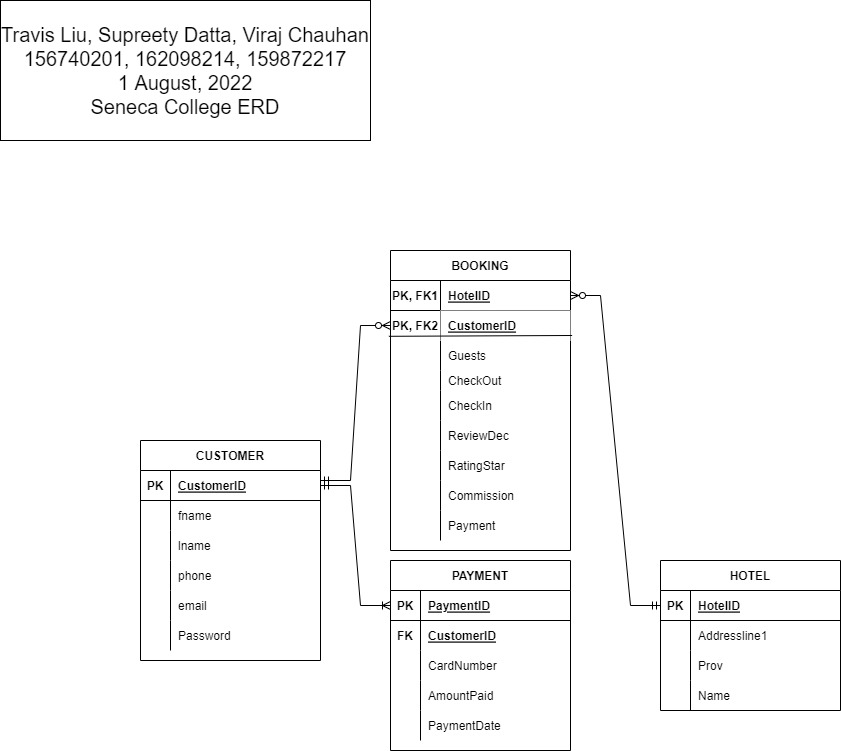 Travis Liu, Supreety Datta, Viraj Chauhan
156740201, 162098214, 159872217
1 August, 2022
Seneca College ERD
BOOKING
PK, FK1 HotelID
PK, FK2 CustomerID
Guests
CheckOut
CheckIn
ReviewDec
RatingStar
Commission
Payment
CUSTOMER
PK CustomerID
fname
lname
phone
email
Password
PAYMENT
PK PaymentID
FK CustomerID
CardNumber
AmountPaid
PaymentDate
HOTEL
PK HotelID
Addressline1
Prov
Name